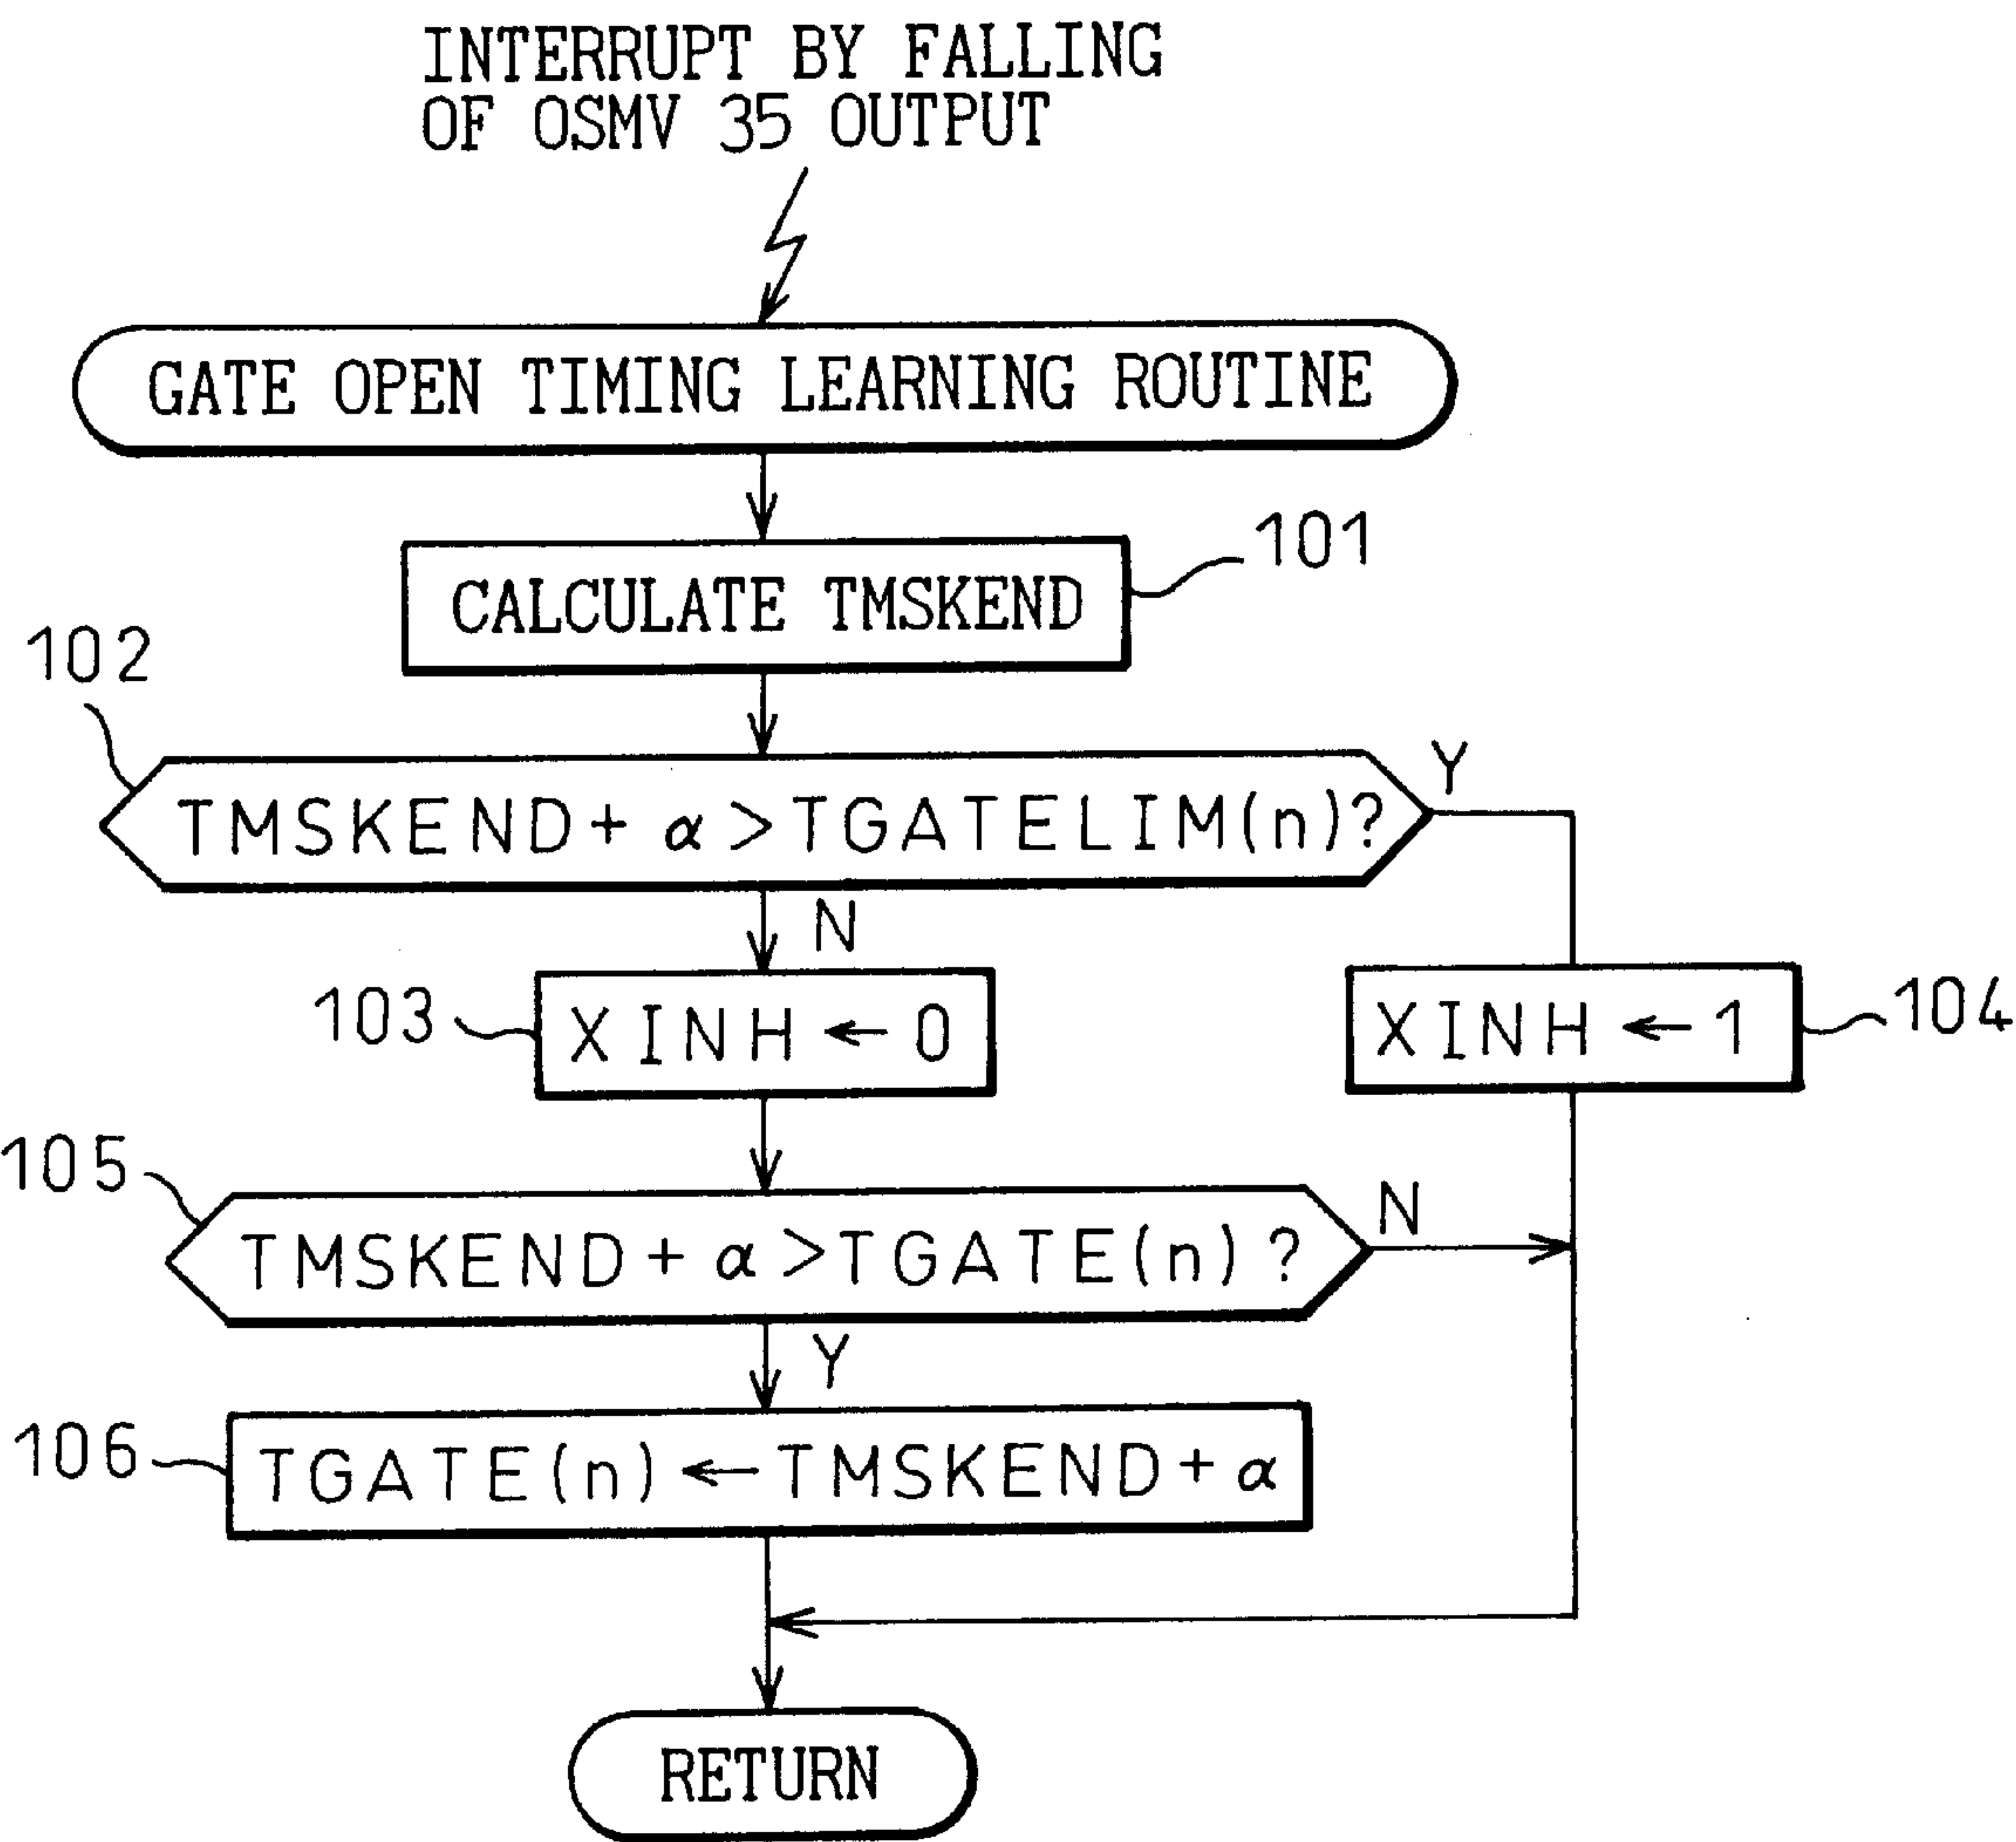 INTERRUPT BY FALLING
OF OSMV 35 OUTPUT
GATE OPEN TIMING LEARNING ROUTINE
101
CALCULATE TMSKEND
102
TMSKEND + α > TGATELIM(n)?
Y
N
103
XINH ← 0
XINH ← 1
104
105
TMSKEND + α > TGATE(n) ?
N
Y
106
TGATE(n) ← TMSKEND + α
RETURN